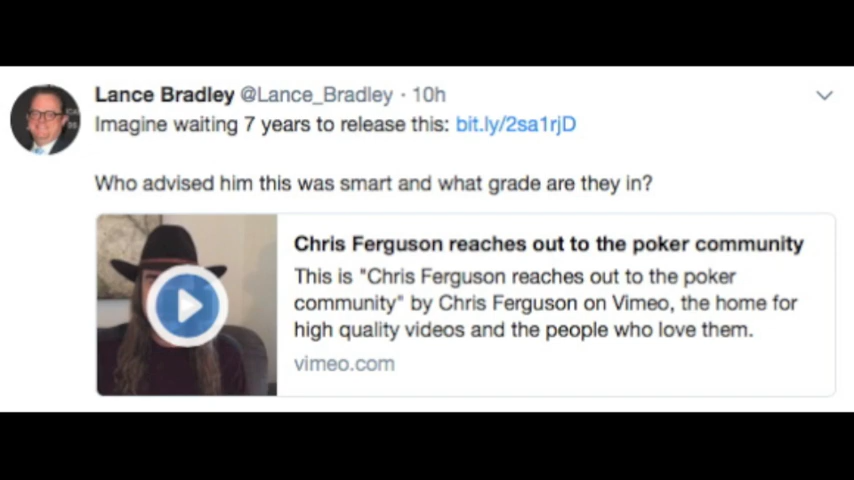 Lance Bradley @Lance_Bradley · 10h
Imagine waiting 7 years to release this: bit.ly/2sa1rjD
Who advised him this was smart and what grade are they in?
Chris Ferguson reaches out to the poker community
This is "Chris Ferguson reaches out to the poker
community" by Chris Ferguson on Vimeo, the home for
high quality videos and the people who love them.
vimeo.com